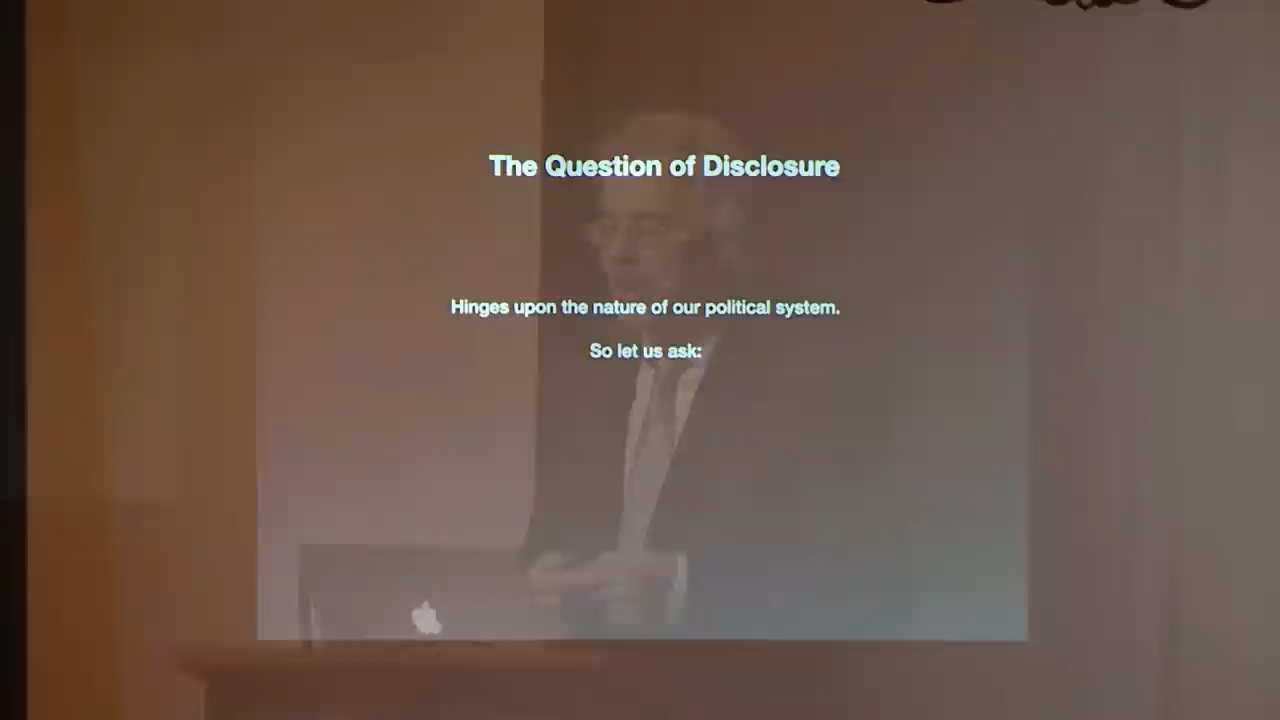 The Question of Disclosure
Hinges upon the nature of our political system.
So let us ask: